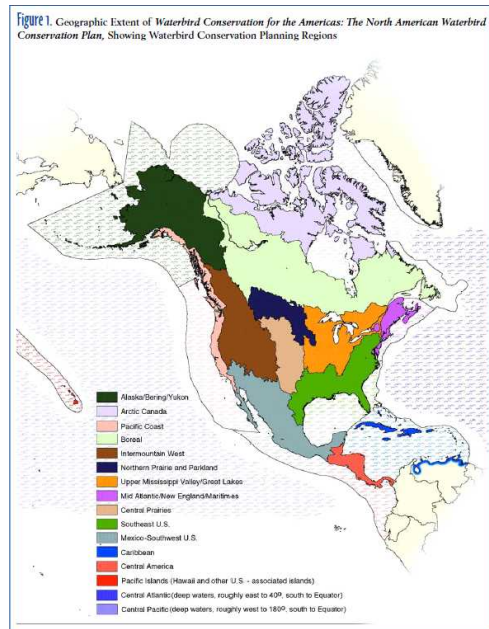 Figure 1. Geographic Extent of Waterbird Conservation for the Americas: The North American Waterbird
Conservation Plan, Showing Waterbird Conservation Planning Regions
Alaska/Bering/Yukon
Arctic Canada
Pacific Coast
Boreal
Intermountain West
Northern Prairie and Parkland
Upper Mississippi Valley/Great Lakes
Mid Atlantic/New England/Maritimes
Central Prairies
Southeast U.S.
Mexico-Southwest U.S.
Caribbean
Central America
Pacific Islands (Hawaii and other U.S. - associated islands)
Central Atlantic(deep waters, roughly east to 40º, south to Equator)
Central Pacific(deep waters, roughly west to 180º, south to Equator)